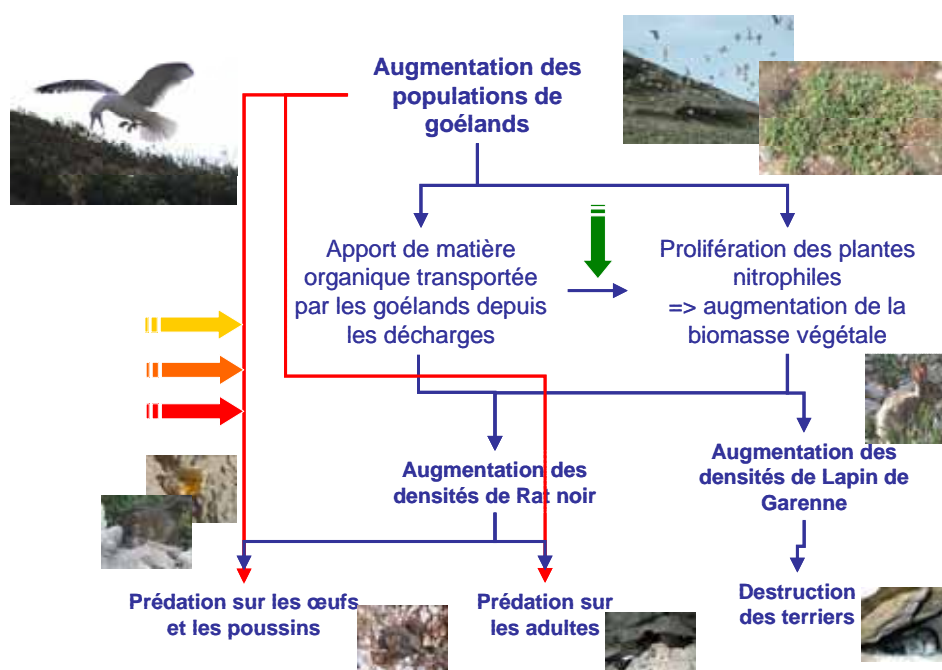 Augmentation des
populations de
goélands
Apport de matière
organique transportée
par les goélands depuis
les décharges
Prolifération des plantes
nitrophiles
=> augmentation de la
biomasse végétale
Augmentation des
densités de Rat noir
Augmentation des
densités de Lapin de
Garenne
Prédation sur les œufs
et les poussins
Prédation sur
les adultes
Destruction
des terriers